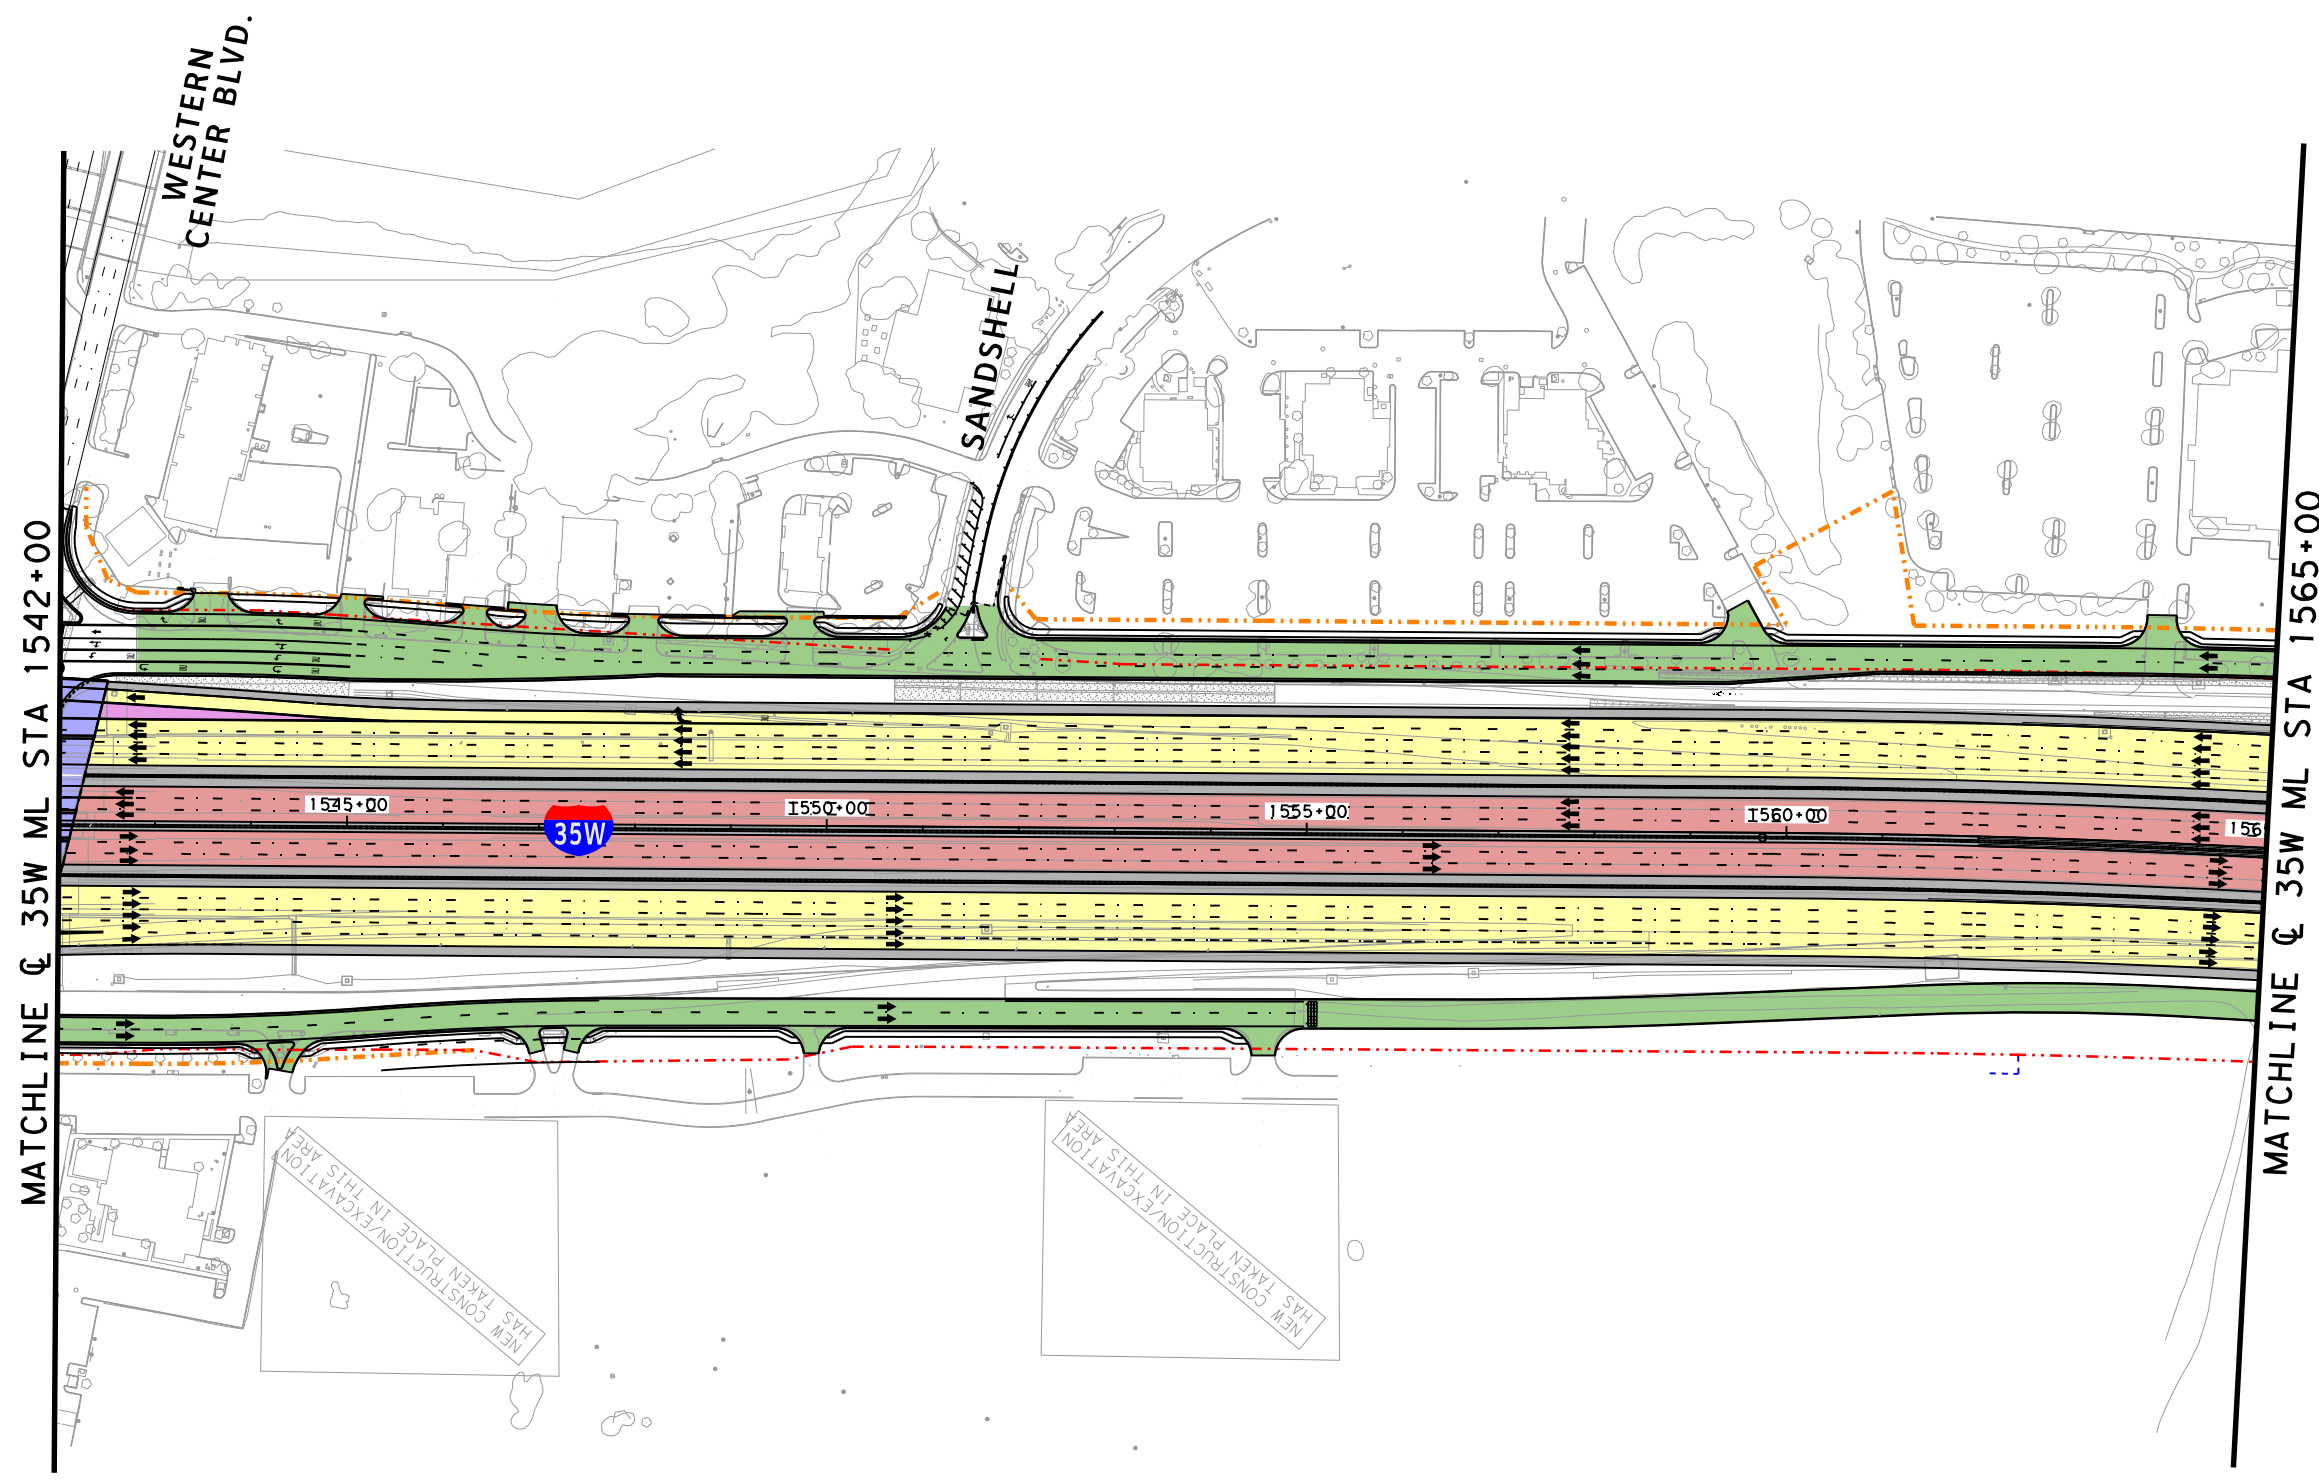 WESTERN
CENTER BLVD.
SANDSHELL
MATCHLINE ℄ 35W ML STA 1542+00
MATCHLINE ℄ 35W ML STA 1565+00
1545+00
1550+00
1555+00
1560+00
156
35W
NEW CONSTRUCTION/EXCAVATION
HAS TAKEN PLACE IN THIS AREA
NEW CONSTRUCTION/EXCAVATION
HAS TAKEN PLACE IN THIS AREA